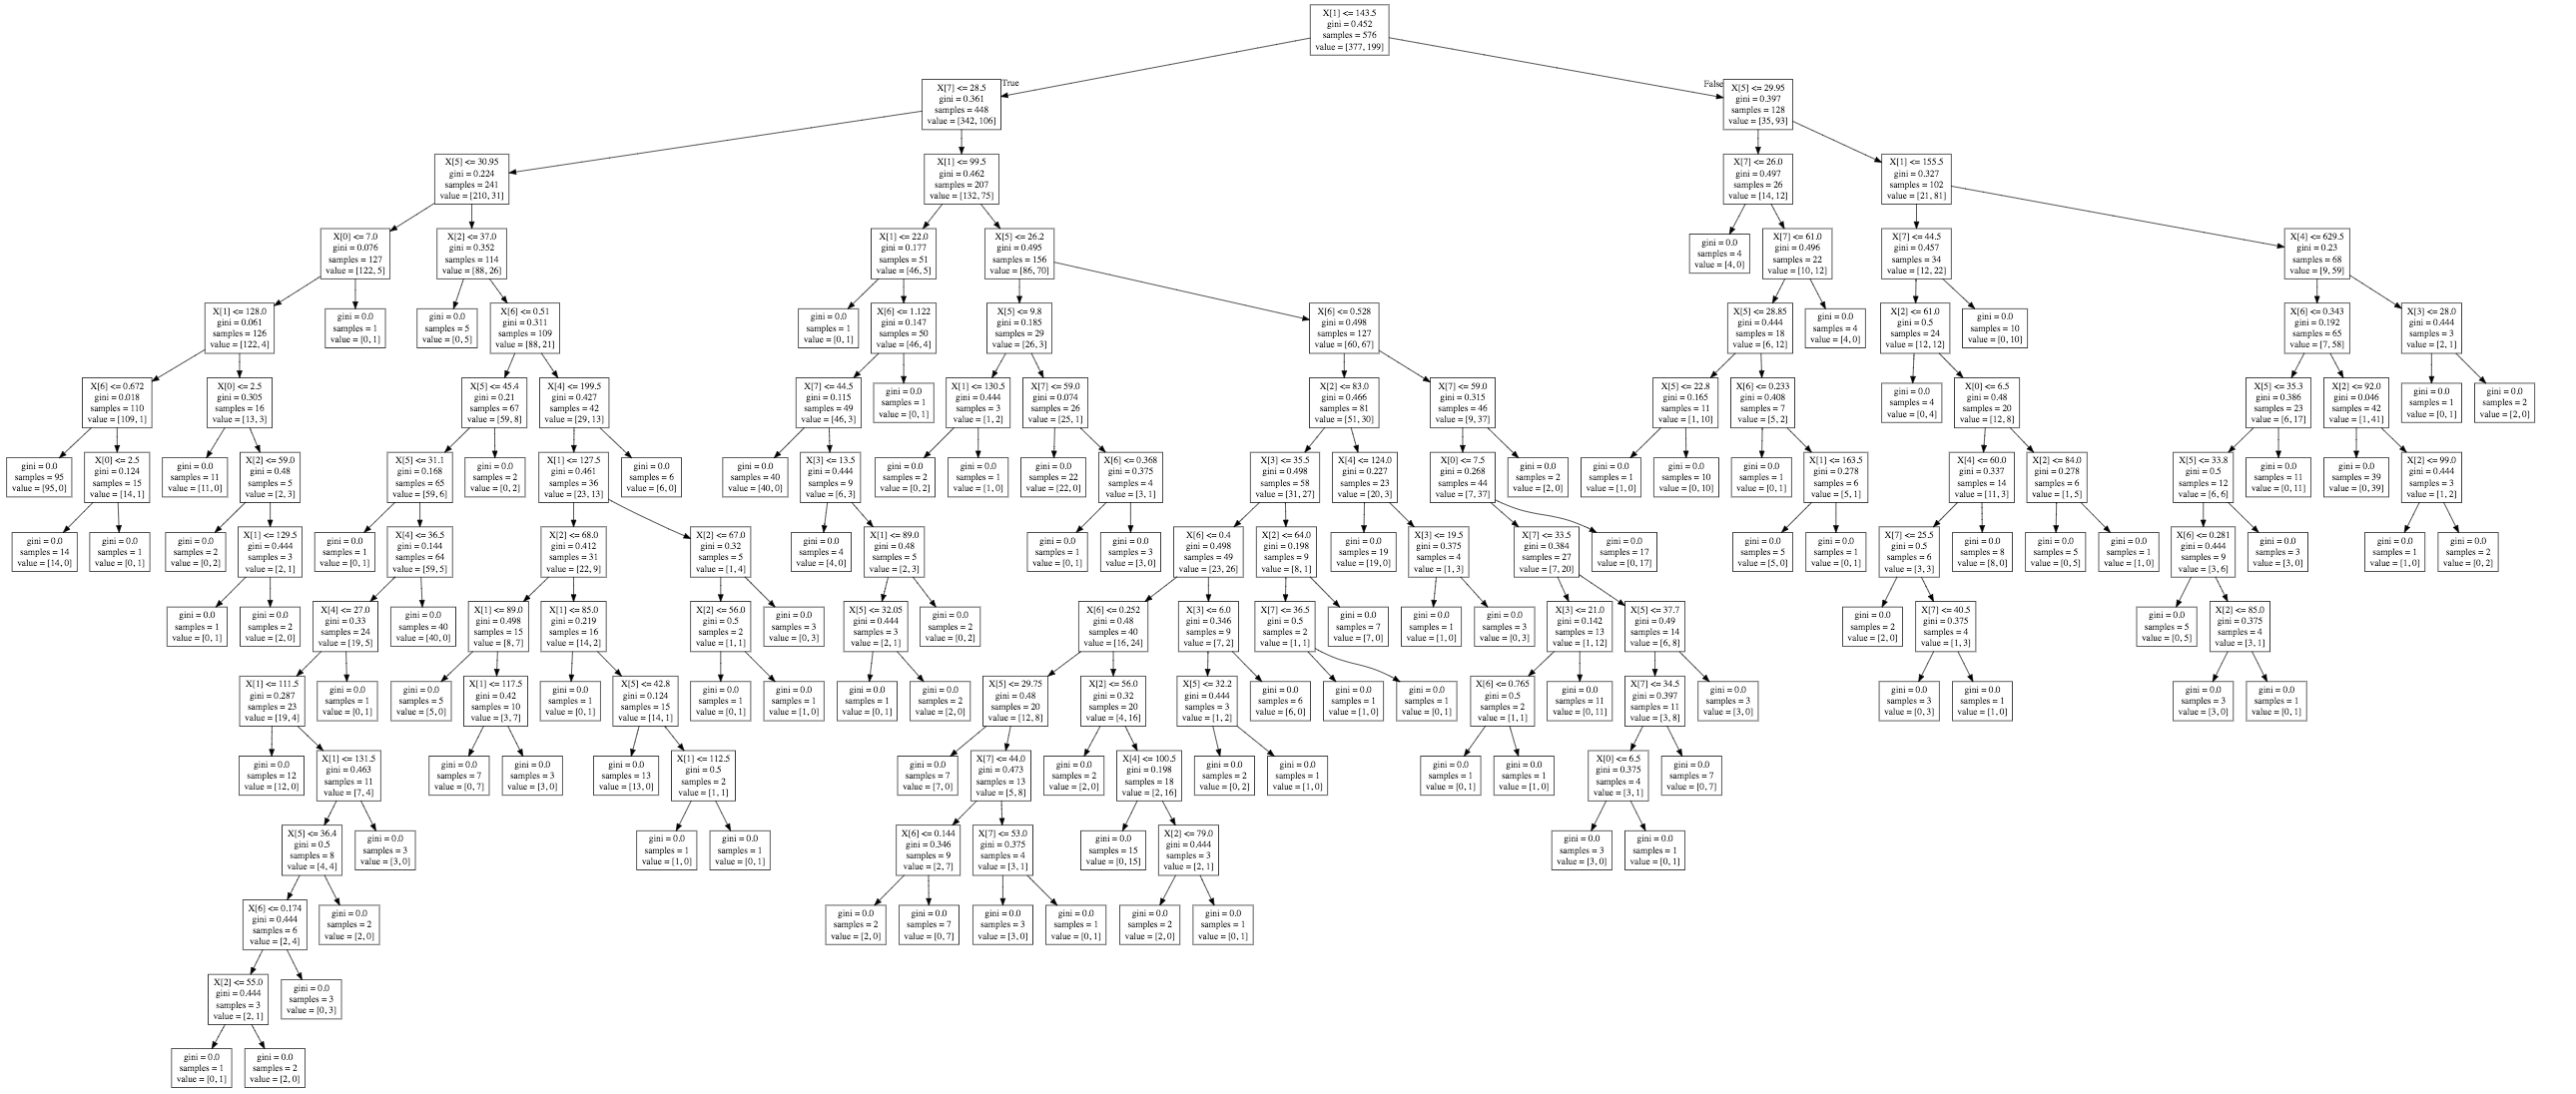 X[1] <= 143.5
gini = 0.452
samples = 576
value = [377, 199]
True
False
X[7] <= 28.5
gini = 0.361
samples = 448
value = [342, 106]
X[5] <= 29.95
gini = 0.397
samples = 128
value = [35, 93]
X[5] <= 30.95
gini = 0.224
samples = 241
value = [210, 31]
X[1] <= 99.5
gini = 0.462
samples = 207
value = [132, 75]
X[7] <= 26.0
gini = 0.497
samples = 26
value = [14, 12]
X[1] <= 155.5
gini = 0.327
samples = 102
value = [21, 81]
X[0] <= 7.0
gini = 0.076
samples = 127
value = [122, 5]
X[2] <= 37.0
gini = 0.352
samples = 114
value = [88, 26]
X[1] <= 22.0
gini = 0.177
samples = 51
value = [46, 5]
X[5] <= 26.2
gini = 0.495
samples = 156
value = [86, 70]
gini = 0.0
samples = 4
value = [4, 0]
X[7] <= 61.0
gini = 0.496
samples = 22
value = [10, 12]
X[7] <= 44.5
gini = 0.457
samples = 34
value = [12, 22]
X[4] <= 629.5
gini = 0.23
samples = 68
value = [9, 59]
X[1] <= 128.0
gini = 0.061
samples = 126
value = [122, 4]
gini = 0.0
samples = 1
value = [0, 1]
gini = 0.0
samples = 5
value = [0, 5]
X[6] <= 0.51
gini = 0.311
samples = 109
value = [88, 21]
gini = 0.0
samples = 1
value = [0, 1]
X[6] <= 1.122
gini = 0.147
samples = 50
value = [46, 4]
X[5] <= 9.8
gini = 0.185
samples = 29
value = [26, 3]
X[6] <= 0.528
gini = 0.498
samples = 127
value = [60, 67]
X[5] <= 28.85
gini = 0.444
samples = 18
value = [6, 12]
gini = 0.0
samples = 4
value = [4, 0]
X[2] <= 61.0
gini = 0.5
samples = 24
value = [12, 12]
gini = 0.0
samples = 10
value = [0, 10]
X[6] <= 0.343
gini = 0.192
samples = 65
value = [7, 58]
X[3] <= 28.0
gini = 0.444
samples = 3
value = [2, 1]
X[6] <= 0.672
gini = 0.018
samples = 110
value = [109, 1]
X[0] <= 2.5
gini = 0.305
samples = 16
value = [13, 3]
X[5] <= 45.4
gini = 0.21
samples = 67
value = [59, 8]
X[4] <= 199.5
gini = 0.427
samples = 42
value = [29, 13]
X[7] <= 44.5
gini = 0.115
samples = 49
value = [46, 3]
gini = 0.0
samples = 1
value = [0, 1]
X[1] <= 130.5
gini = 0.444
samples = 3
value = [1, 2]
X[7] <= 59.0
gini = 0.074
samples = 26
value = [25, 1]
X[2] <= 83.0
gini = 0.466
samples = 81
value = [51, 30]
X[7] <= 59.0
gini = 0.315
samples = 46
value = [9, 37]
X[5] <= 22.8
gini = 0.165
samples = 11
value = [1, 10]
X[6] <= 0.233
gini = 0.408
samples = 7
value = [5, 2]
gini = 0.0
samples = 4
value = [0, 4]
X[0] <= 6.5
gini = 0.48
samples = 20
value = [12, 8]
X[5] <= 35.3
gini = 0.386
samples = 23
value = [6, 17]
X[2] <= 92.0
gini = 0.046
samples = 42
value = [1, 41]
gini = 0.0
samples = 1
value = [0, 1]
gini = 0.0
samples = 2
value = [2, 0]
gini = 0.0
samples = 95
value = [95, 0]
X[0] <= 2.5
gini = 0.124
samples = 15
value = [14, 1]
gini = 0.0
samples = 11
value = [11, 0]
X[2] <= 59.0
gini = 0.48
samples = 5
value = [2, 3]
X[5] <= 31.1
gini = 0.168
samples = 65
value = [59, 6]
gini = 0.0
samples = 2
value = [0, 2]
X[1] <= 127.5
gini = 0.461
samples = 36
value = [23, 13]
gini = 0.0
samples = 6
value = [6, 0]
gini = 0.0
samples = 40
value = [40, 0]
X[3] <= 13.5
gini = 0.444
samples = 9
value = [6, 3]
gini = 0.0
samples = 2
value = [0, 2]
gini = 0.0
samples = 1
value = [1, 0]
gini = 0.0
samples = 22
value = [22, 0]
X[6] <= 0.368
gini = 0.375
samples = 4
value = [3, 1]
X[3] <= 35.5
gini = 0.498
samples = 58
value = [31, 27]
X[4] <= 124.0
gini = 0.227
samples = 23
value = [20, 3]
X[0] <= 7.5
gini = 0.268
samples = 44
value = [7, 37]
gini = 0.0
samples = 2
value = [2, 0]
gini = 0.0
samples = 1
value = [1, 0]
gini = 0.0
samples = 10
value = [0, 10]
gini = 0.0
samples = 1
value = [0, 1]
X[1] <= 163.5
gini = 0.278
samples = 6
value = [5, 1]
X[4] <= 60.0
gini = 0.337
samples = 14
value = [11, 3]
X[2] <= 84.0
gini = 0.278
samples = 6
value = [1, 5]
X[5] <= 33.8
gini = 0.5
samples = 12
value = [6, 6]
gini = 0.0
samples = 11
value = [0, 11]
gini = 0.0
samples = 39
value = [0, 39]
X[2] <= 99.0
gini = 0.444
samples = 3
value = [1, 2]
gini = 0.0
samples = 14
value = [14, 0]
gini = 0.0
samples = 1
value = [0, 1]
gini = 0.0
samples = 2
value = [0, 2]
X[1] <= 129.5
gini = 0.444
samples = 3
value = [2, 1]
gini = 0.0
samples = 1
value = [0, 1]
X[4] <= 36.5
gini = 0.144
samples = 64
value = [59, 5]
X[2] <= 68.0
gini = 0.412
samples = 31
value = [22, 9]
X[2] <= 67.0
gini = 0.32
samples = 5
value = [1, 4]
gini = 0.0
samples = 4
value = [4, 0]
X[1] <= 89.0
gini = 0.48
samples = 5
value = [2, 3]
gini = 0.0
samples = 1
value = [0, 1]
gini = 0.0
samples = 3
value = [3, 0]
X[6] <= 0.4
gini = 0.498
samples = 49
value = [23, 26]
X[2] <= 64.0
gini = 0.198
samples = 9
value = [8, 1]
gini = 0.0
samples = 19
value = [19, 0]
X[3] <= 19.5
gini = 0.375
samples = 4
value = [1, 3]
X[7] <= 33.5
gini = 0.384
samples = 27
value = [7, 20]
gini = 0.0
samples = 17
value = [0, 17]
gini = 0.0
samples = 5
value = [5, 0]
gini = 0.0
samples = 1
value = [0, 1]
X[7] <= 25.5
gini = 0.5
samples = 6
value = [3, 3]
gini = 0.0
samples = 8
value = [8, 0]
gini = 0.0
samples = 5
value = [0, 5]
gini = 0.0
samples = 1
value = [1, 0]
X[6] <= 0.281
gini = 0.444
samples = 9
value = [3, 6]
gini = 0.0
samples = 3
value = [3, 0]
gini = 0.0
samples = 1
value = [1, 0]
gini = 0.0
samples = 2
value = [0, 2]
gini = 0.0
samples = 1
value = [0, 1]
gini = 0.0
samples = 2
value = [2, 0]
X[4] <= 27.0
gini = 0.33
samples = 24
value = [19, 5]
gini = 0.0
samples = 40
value = [40, 0]
X[1] <= 89.0
gini = 0.498
samples = 15
value = [8, 7]
X[1] <= 85.0
gini = 0.219
samples = 16
value = [14, 2]
X[2] <= 56.0
gini = 0.5
samples = 2
value = [1, 1]
gini = 0.0
samples = 3
value = [0, 3]
X[5] <= 32.05
gini = 0.444
samples = 3
value = [2, 1]
gini = 0.0
samples = 2
value = [0, 2]
X[6] <= 0.252
gini = 0.48
samples = 40
value = [16, 24]
X[3] <= 6.0
gini = 0.346
samples = 9
value = [7, 2]
X[7] <= 36.5
gini = 0.5
samples = 2
value = [1, 1]
gini = 0.0
samples = 7
value = [7, 0]
gini = 0.0
samples = 1
value = [1, 0]
gini = 0.0
samples = 3
value = [0, 3]
X[3] <= 21.0
gini = 0.142
samples = 13
value = [1, 12]
X[5] <= 37.7
gini = 0.49
samples = 14
value = [6, 8]
gini = 0.0
samples = 2
value = [2, 0]
X[7] <= 40.5
gini = 0.375
samples = 4
value = [1, 3]
gini = 0.0
samples = 5
value = [0, 5]
X[2] <= 85.0
gini = 0.375
samples = 4
value = [3, 1]
X[1] <= 111.5
gini = 0.287
samples = 23
value = [19, 4]
gini = 0.0
samples = 1
value = [0, 1]
gini = 0.0
samples = 5
value = [5, 0]
X[1] <= 117.5
gini = 0.42
samples = 10
value = [3, 7]
gini = 0.0
samples = 1
value = [0, 1]
X[5] <= 42.8
gini = 0.124
samples = 15
value = [14, 1]
gini = 0.0
samples = 1
value = [0, 1]
gini = 0.0
samples = 1
value = [1, 0]
gini = 0.0
samples = 1
value = [0, 1]
gini = 0.0
samples = 2
value = [2, 0]
X[5] <= 29.75
gini = 0.48
samples = 20
value = [12, 8]
X[2] <= 56.0
gini = 0.32
samples = 20
value = [4, 16]
X[5] <= 32.2
gini = 0.444
samples = 3
value = [1, 2]
gini = 0.0
samples = 6
value = [6, 0]
gini = 0.0
samples = 1
value = [1, 0]
gini = 0.0
samples = 1
value = [0, 1]
X[6] <= 0.765
gini = 0.5
samples = 2
value = [1, 1]
gini = 0.0
samples = 11
value = [0, 11]
X[7] <= 34.5
gini = 0.397
samples = 11
value = [3, 8]
gini = 0.0
samples = 3
value = [3, 0]
gini = 0.0
samples = 3
value = [0, 3]
gini = 0.0
samples = 1
value = [1, 0]
gini = 0.0
samples = 3
value = [3, 0]
gini = 0.0
samples = 1
value = [0, 1]
gini = 0.0
samples = 12
value = [12, 0]
X[1] <= 131.5
gini = 0.463
samples = 11
value = [7, 4]
gini = 0.0
samples = 7
value = [0, 7]
gini = 0.0
samples = 3
value = [3, 0]
gini = 0.0
samples = 13
value = [13, 0]
X[1] <= 112.5
gini = 0.5
samples = 2
value = [1, 1]
gini = 0.0
samples = 7
value = [7, 0]
X[7] <= 44.0
gini = 0.473
samples = 13
value = [5, 8]
gini = 0.0
samples = 2
value = [2, 0]
X[4] <= 100.5
gini = 0.198
samples = 18
value = [2, 16]
gini = 0.0
samples = 2
value = [0, 2]
gini = 0.0
samples = 1
value = [1, 0]
gini = 0.0
samples = 1
value = [0, 1]
gini = 0.0
samples = 1
value = [1, 0]
X[0] <= 6.5
gini = 0.375
samples = 4
value = [3, 1]
gini = 0.0
samples = 7
value = [0, 7]
X[5] <= 36.4
gini = 0.5
samples = 8
value = [4, 4]
gini = 0.0
samples = 3
value = [3, 0]
gini = 0.0
samples = 1
value = [1, 0]
gini = 0.0
samples = 1
value = [0, 1]
X[6] <= 0.144
gini = 0.346
samples = 9
value = [2, 7]
X[7] <= 53.0
gini = 0.375
samples = 4
value = [3, 1]
gini = 0.0
samples = 15
value = [0, 15]
X[2] <= 79.0
gini = 0.444
samples = 3
value = [2, 1]
gini = 0.0
samples = 3
value = [3, 0]
gini = 0.0
samples = 1
value = [0, 1]
X[6] <= 0.174
gini = 0.444
samples = 6
value = [2, 4]
gini = 0.0
samples = 2
value = [2, 0]
gini = 0.0
samples = 2
value = [2, 0]
gini = 0.0
samples = 7
value = [0, 7]
gini = 0.0
samples = 3
value = [3, 0]
gini = 0.0
samples = 1
value = [0, 1]
gini = 0.0
samples = 2
value = [2, 0]
gini = 0.0
samples = 1
value = [0, 1]
X[2] <= 55.0
gini = 0.444
samples = 3
value = [2, 1]
gini = 0.0
samples = 3
value = [0, 3]
gini = 0.0
samples = 1
value = [0, 1]
gini = 0.0
samples = 2
value = [2, 0]